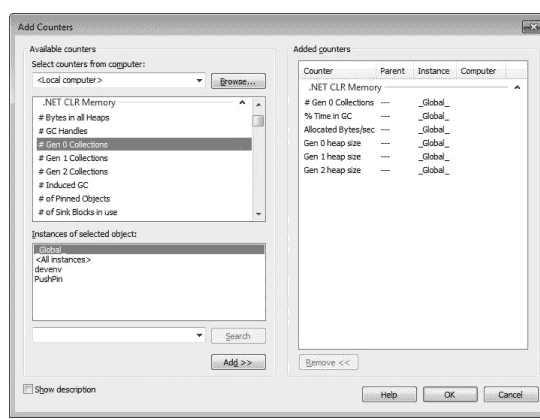 Add Counters
Available counters
Select counters from computer:
<Local computer>
Browse...
.NET CLR Memory
# Bytes in all Heaps
# GC Handles
# Gen 0 Collections
# Gen 1 Collections
# Gen 2 Collections
# Induced GC
# of Pinned Objects
# of Sink Blocks in use
Instances of selected object:
_Global_
<All instances>
devenv
PushPin
Search
Add >>
Show description
Added counters
Counter Parent Instance Computer
.NET CLR Memory
# Gen 0 Collections --- _Global_
% Time in GC --- _Global_
Allocated Bytes/sec --- _Global_
Gen 0 heap size --- _Global_
Gen 1 heap size --- _Global_
Gen 2 heap size --- _Global_
Remove <<
Help OK Cancel